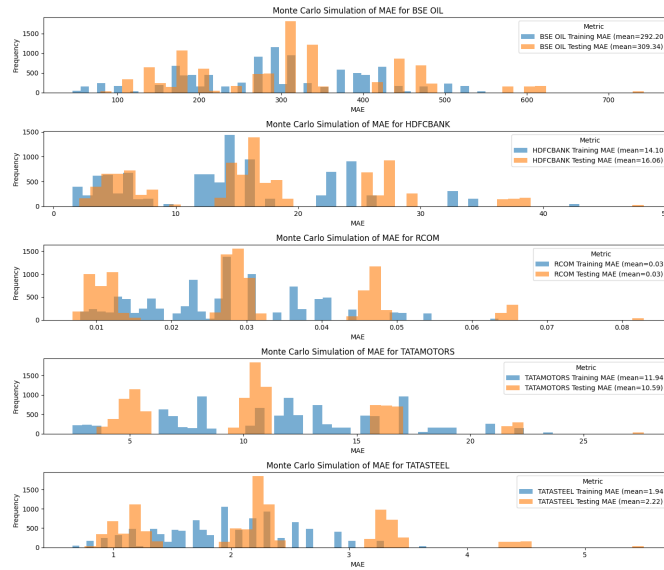 Monte Carlo Simulation of MAE for BSE OIL
Metric
BSE OIL Training MAE (mean=292.20)
BSE OIL Testing MAE (mean=309.34)
Frequency
1500
1000
500
0
100 200 300 400 500 600 700
MAE
Monte Carlo Simulation of MAE for HDFCBANK
Metric
HDFCBANK Training MAE (mean=14.10)
HDFCBANK Testing MAE (mean=16.06)
Frequency
1500
1000
500
0
0 10 20 30 40
MAE
Monte Carlo Simulation of MAE for RCOM
Metric
RCOM Training MAE (mean=0.03)
RCOM Testing MAE (mean=0.03)
Frequency
1500
1000
500
0
0.01 0.02 0.03 0.04 0.05 0.06 0.07 0.08
MAE
Monte Carlo Simulation of MAE for TATAMOTORS
Metric
TATAMOTORS Training MAE (mean=11.94)
TATAMOTORS Testing MAE (mean=10.59)
Frequency
1500
1000
500
0
5 10 15 20 25
MAE
Monte Carlo Simulation of MAE for TATASTEEL
Metric
TATASTEEL Training MAE (mean=1.94)
TATASTEEL Testing MAE (mean=2.22)
Frequency
1500
1000
500
0
1 2 3 4 5
MAE